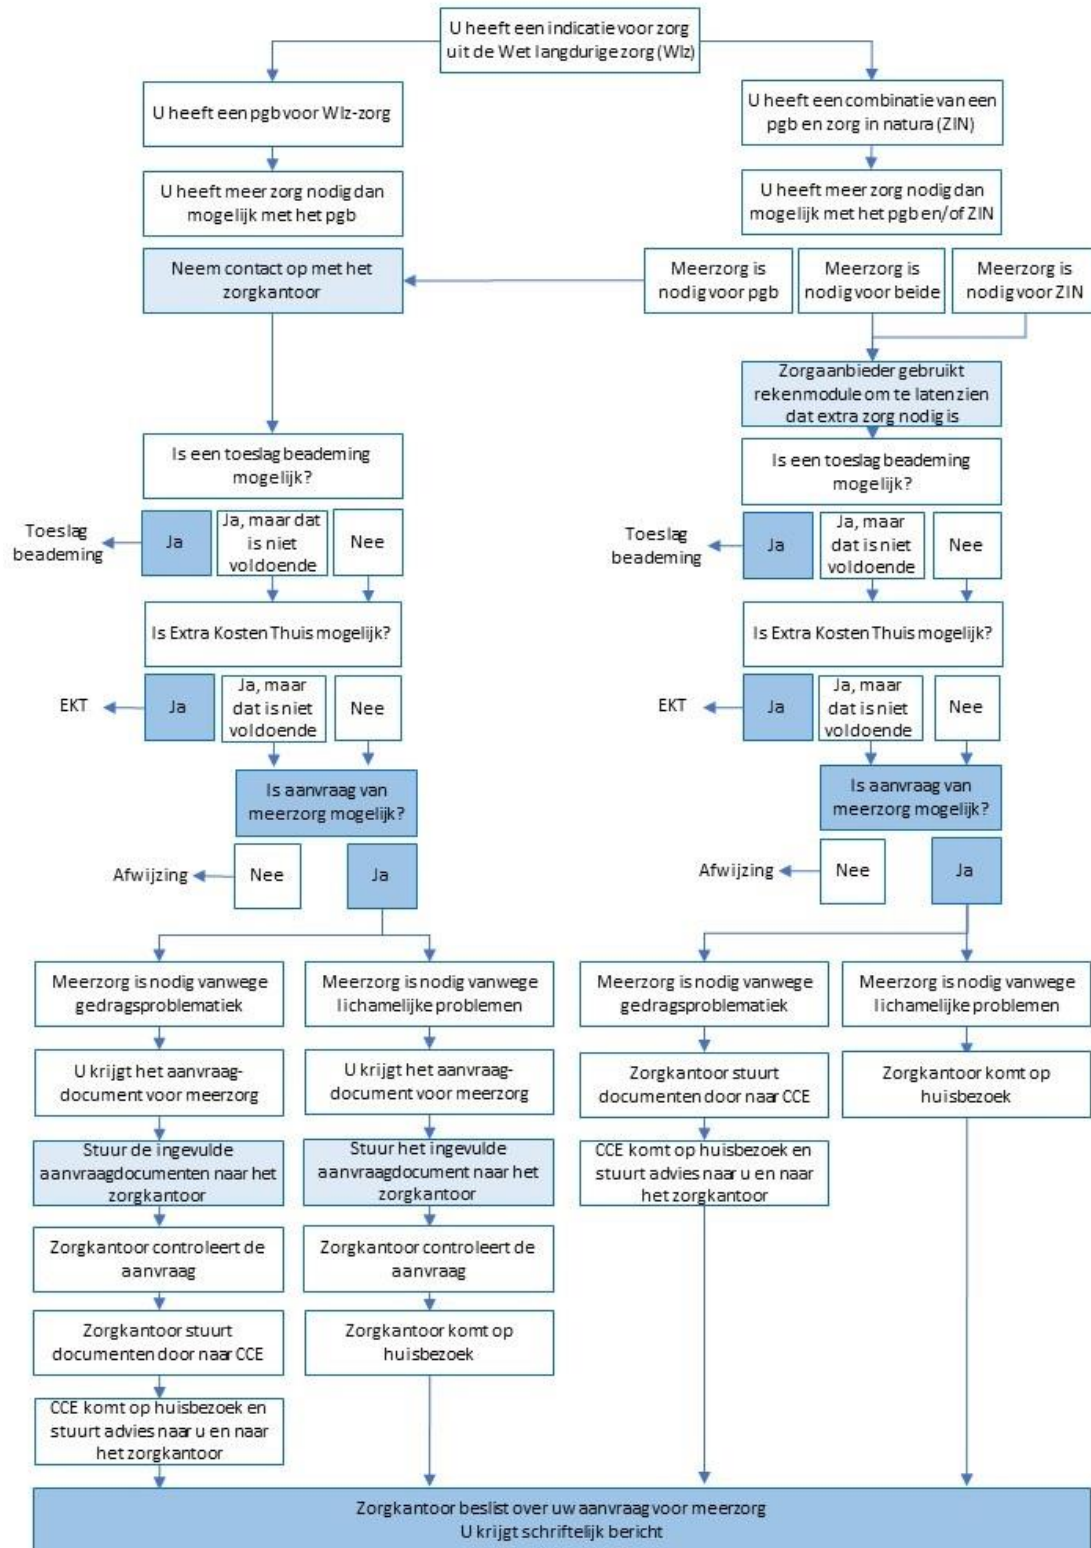 U heeft een indicatie voor zorg
uit de Wet langdurige zorg (Wlz)
U heeft een pgb voor Wlz-zorg
U heeft een combinatie van een
pgb en zorg in natura (ZIN)
U heeft meer zorg nodig dan
mogelijk met het pgb
U heeft meer zorg nodig dan
mogelijk met het pgb en/of ZIN
Neem contact op met het
zorgkantoor
Meerzorg is
nodig voor pgb
Meerzorg is
nodig voor beide
Meerzorg is
nodig voor ZIN
Zorgaanbieder gebruikt
rekenmodule om te laten zien
dat extra zorg nodig is
Is een toeslag beademing
mogelijk?
Toeslag
beademing
Ja
Ja, maar dat
is niet
voldoende
Nee
Is Extra Kosten Thuis mogelijk?
EKT
Ja
Ja, maar
dat is niet
voldoende
Nee
Is aanvraag van
meerzorg mogelijk?
Afwijzing
Nee
Ja
Is een toeslag beademing
mogelijk?
Toeslag
beademing
Ja
Ja, maar
dat is niet
voldoende
Nee
Is Extra Kosten Thuis mogelijk?
EKT
Ja
Ja, maar
dat is niet
voldoende
Nee
Is aanvraag van
meerzorg mogelijk?
Afwijzing
Nee
Ja
Meerzorg is nodig vanwege
gedragsproblematiek
U krijgt het aanvraag-
document voor meerzorg
Stuur de ingevulde
aanvraagdocumenten naar het
zorgkantoor
Zorgkantoor controleert de
aanvraag
Zorgkantoor stuurt
documenten door naar CCE
CCE komt op huisbezoek en
stuurt advies naar u en naar
het zorgkantoor
Meerzorg is nodig vanwege
lichamelijke problemen
U krijgt het aanvraag-
document voor meerzorg
Stuur het ingevulde
aanvraagdocument naar het
zorgkantoor
Zorgkantoor controleert de
aanvraag
Zorgkantoor komt op
huisbezoek
Meerzorg is nodig vanwege
gedragsproblematiek
Zorgkantoor stuurt
documenten door naar CCE
CCE komt op huisbezoek en
stuurt advies naar u en naar
het zorgkantoor
Meerzorg is nodig vanwege
lichamelijke problemen
Zorgkantoor komt op
huisbezoek
Zorgkantoor beslist over uw aanvraag voor meerzorg
U krijgt schriftelijk bericht